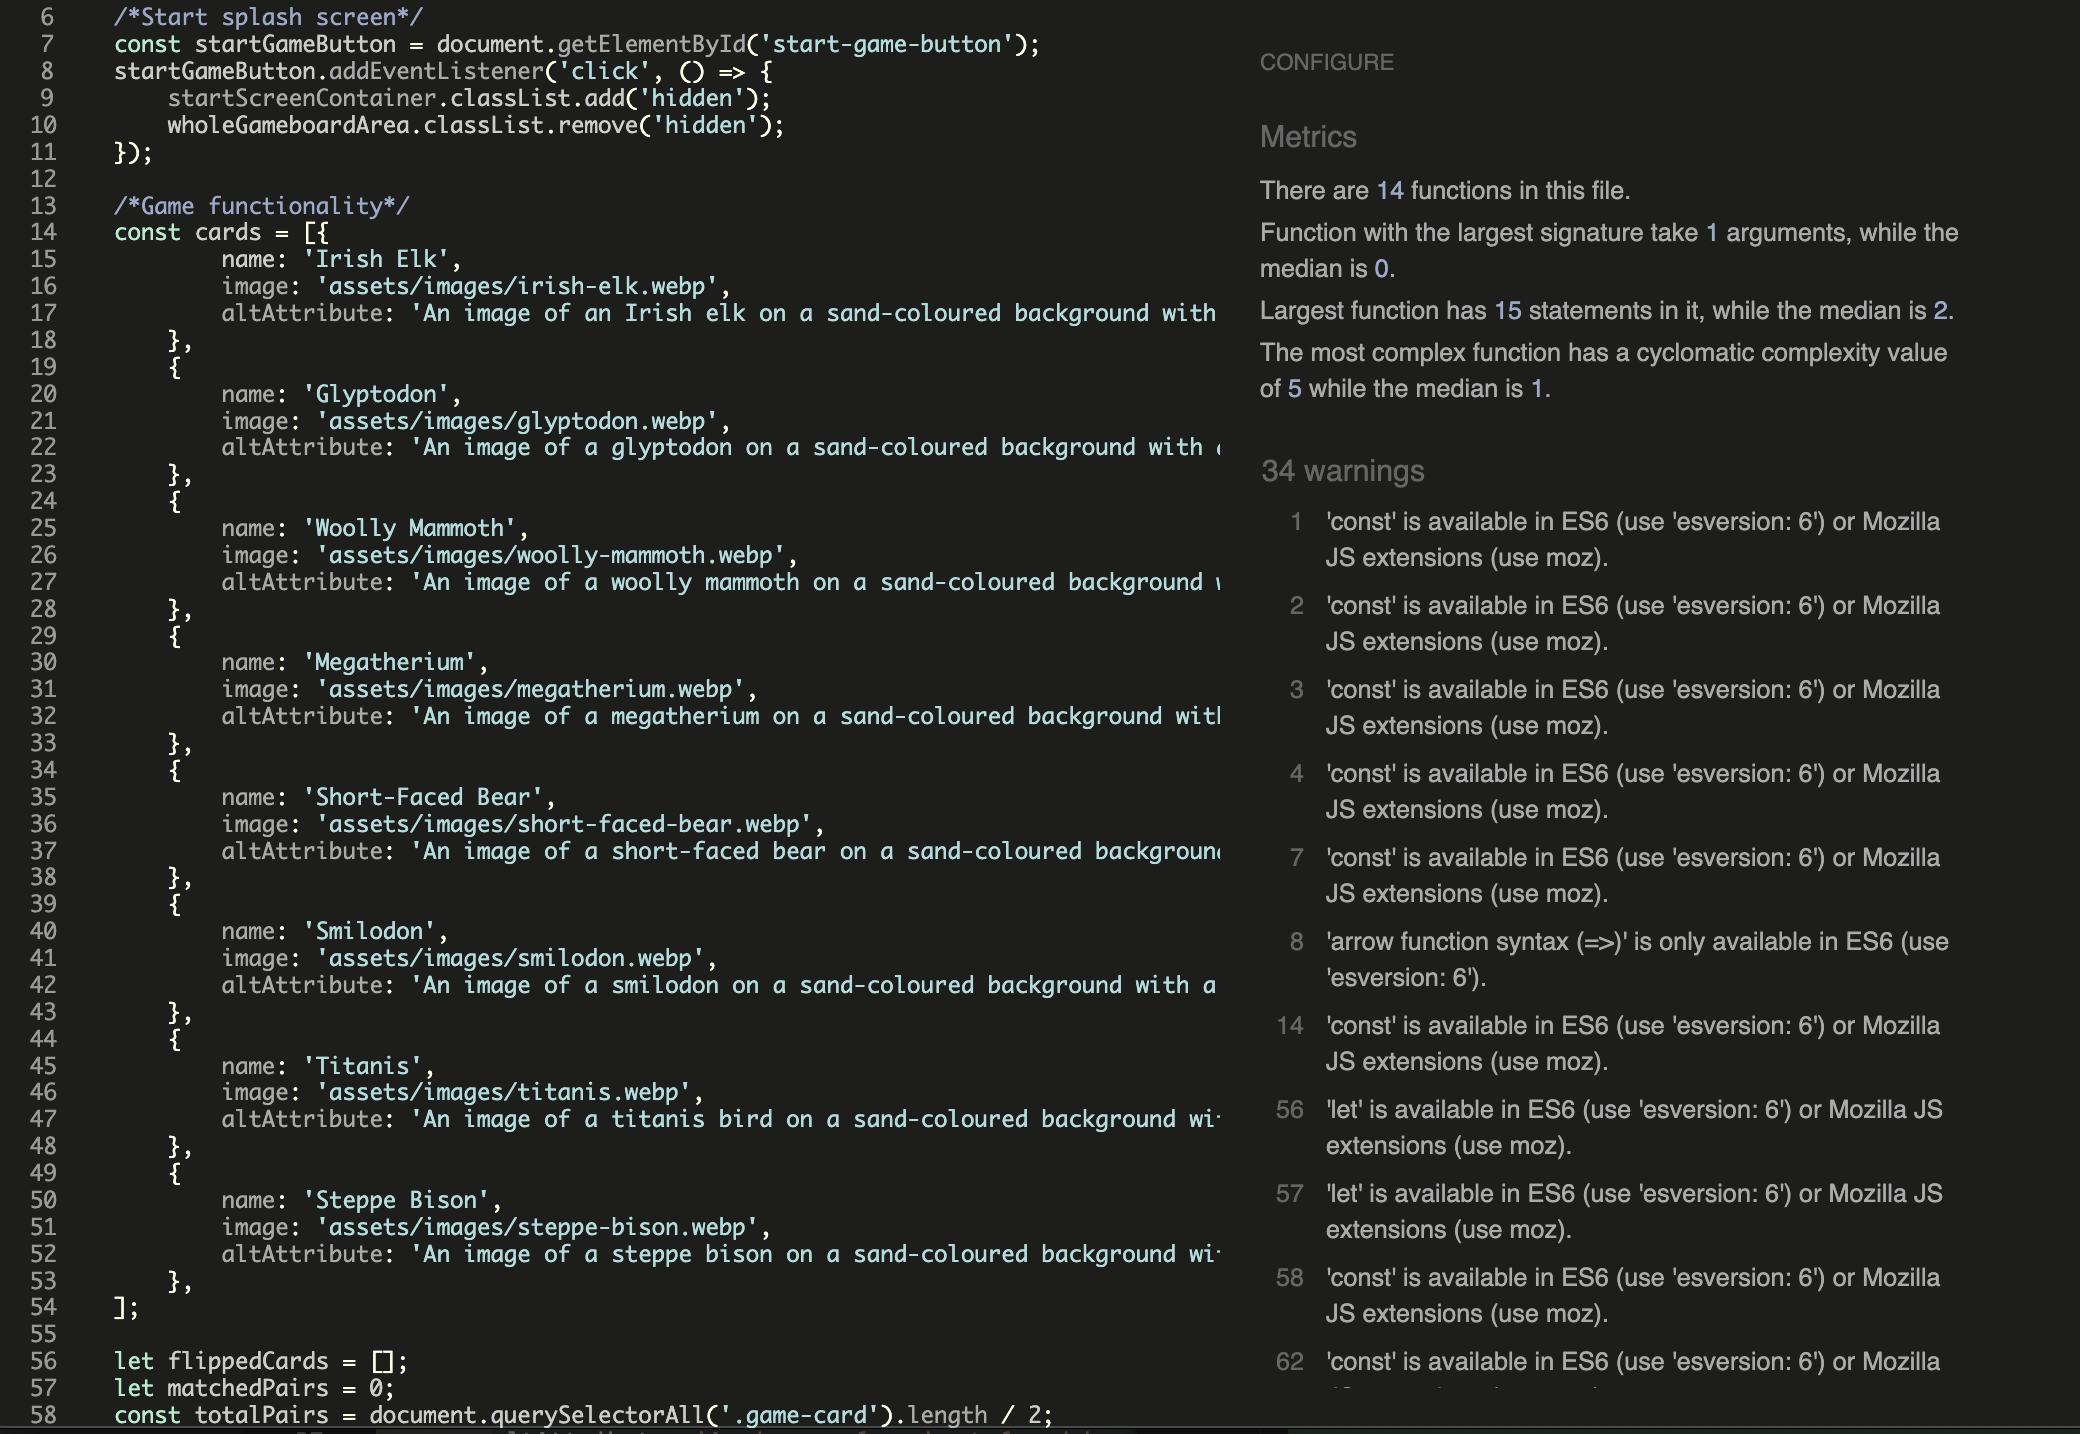 6 /*Start splash screen*/
7 const startGameButton = document.getElementById('start-game-button');
8 startGameButton.addEventListener('click', () => {
9 startScreenContainer.classList.add('hidden');
10 wholeGameboardArea.classList.remove('hidden');
11 });
12
13 /*Game functionality*/
14 const cards = [{
15 name: 'Irish Elk',
16 image: 'assets/images/irish-elk.webp',
17 altAttribute: 'An image of an Irish elk on a sand-coloured background with
18 },
19 {
20 name: 'Glyptodon',
21 image: 'assets/images/glyptodon.webp',
22 altAttribute: 'An image of a glyptodon on a sand-coloured background with
23 },
24 {
25 name: 'Woolly Mammoth',
26 image: 'assets/images/woolly-mammoth.webp',
27 altAttribute: 'An image of a woolly mammoth on a sand-coloured background
28 },
29 {
30 name: 'Megatherium',
31 image: 'assets/images/megatherium.webp',
32 altAttribute: 'An image of a megatherium on a sand-coloured background with
33 },
34 {
35 name: 'Short-Faced Bear',
36 image: 'assets/images/short-faced-bear.webp',
37 altAttribute: 'An image of a short-faced bear on a sand-coloured background
38 },
39 {
40 name: 'Smilodon',
41 image: 'assets/images/smilodon.webp',
42 altAttribute: 'An image of a smilodon on a sand-coloured background with a
43 },
44 {
45 name: 'Titanis',
46 image: 'assets/images/titanis.webp',
47 altAttribute: 'An image of a titanis bird on a sand-coloured background wi
48 },
49 {
50 name: 'Steppe Bison',
51 image: 'assets/images/steppe-bison.webp',
52 altAttribute: 'An image of a steppe bison on a sand-coloured background wi
53 },
54 ];
55
56 let flippedCards = [];
57 let matchedPairs = 0;
58 const totalPairs = document.querySelectorAll('.game-card').length / 2;
CONFIGURE
Metrics
There are 14 functions in this file.
Function with the largest signature take 1 arguments, while the
median is 0.
Largest function has 15 statements in it, while the median is 2.
The most complex function has a cyclomatic complexity value
of 5 while the median is 1.
34 warnings
1 'const' is available in ES6 (use 'esversion: 6') or Mozilla
JS extensions (use moz).
2 'const' is available in ES6 (use 'esversion: 6') or Mozilla
JS extensions (use moz).
3 'const' is available in ES6 (use 'esversion: 6') or Mozilla
JS extensions (use moz).
4 'const' is available in ES6 (use 'esversion: 6') or Mozilla
JS extensions (use moz).
7 'const' is available in ES6 (use 'esversion: 6') or Mozilla
JS extensions (use moz).
8 'arrow function syntax (=>)' is only available in ES6 (use
'esversion: 6').
14 'const' is available in ES6 (use 'esversion: 6') or Mozilla
JS extensions (use moz).
56 'let' is available in ES6 (use 'esversion: 6') or Mozilla JS
extensions (use moz).
57 'let' is available in ES6 (use 'esversion: 6') or Mozilla JS
extensions (use moz).
58 'const' is available in ES6 (use 'esversion: 6') or Mozilla
JS extensions (use moz).
62 'const' is available in ES6 (use 'esversion: 6') or Mozilla